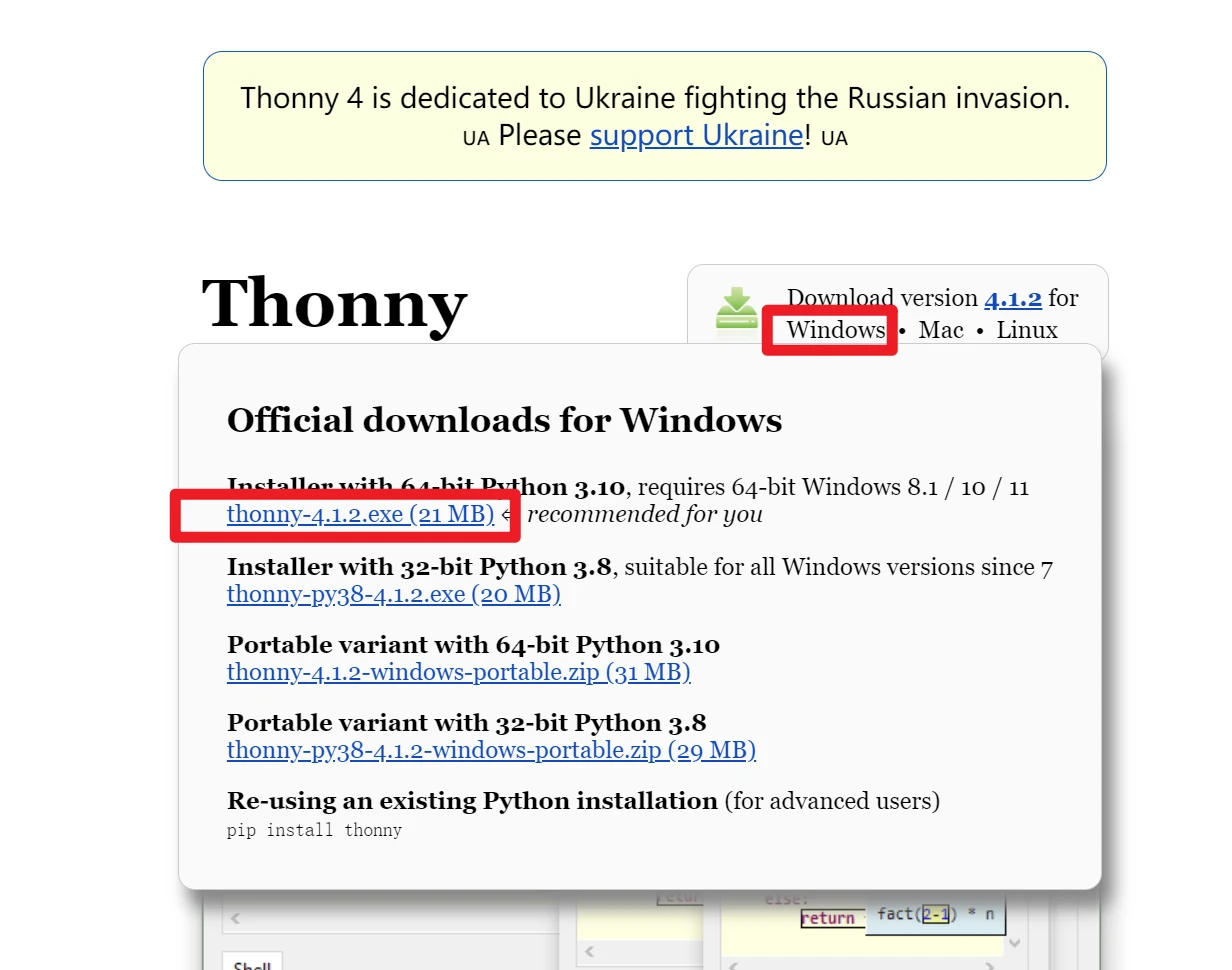 Thonny 4 is dedicated to Ukraine fighting the Russian invasion.
UA Please support Ukraine! UA
Thonny
Download version 4.1.2 for
Windows • Mac • Linux
Official downloads for Windows
Installer with 64-bit Python 3.10, requires 64-bit Windows 8.1 / 10 / 11
thonny-4.1.2.exe (21 MB) ⇐ recommended for you
Installer with 32-bit Python 3.8, suitable for all Windows versions since 7
thonny-py38-4.1.2.exe (20 MB)
Portable variant with 64-bit Python 3.10
thonny-4.1.2-windows-portable.zip (31 MB)
Portable variant with 32-bit Python 3.8
thonny-py38-4.1.2-windows-portable.zip (29 MB)
Re-using an existing Python installation (for advanced users)
pip install thonny
return
else:
return fact(2-1) * n
Shell